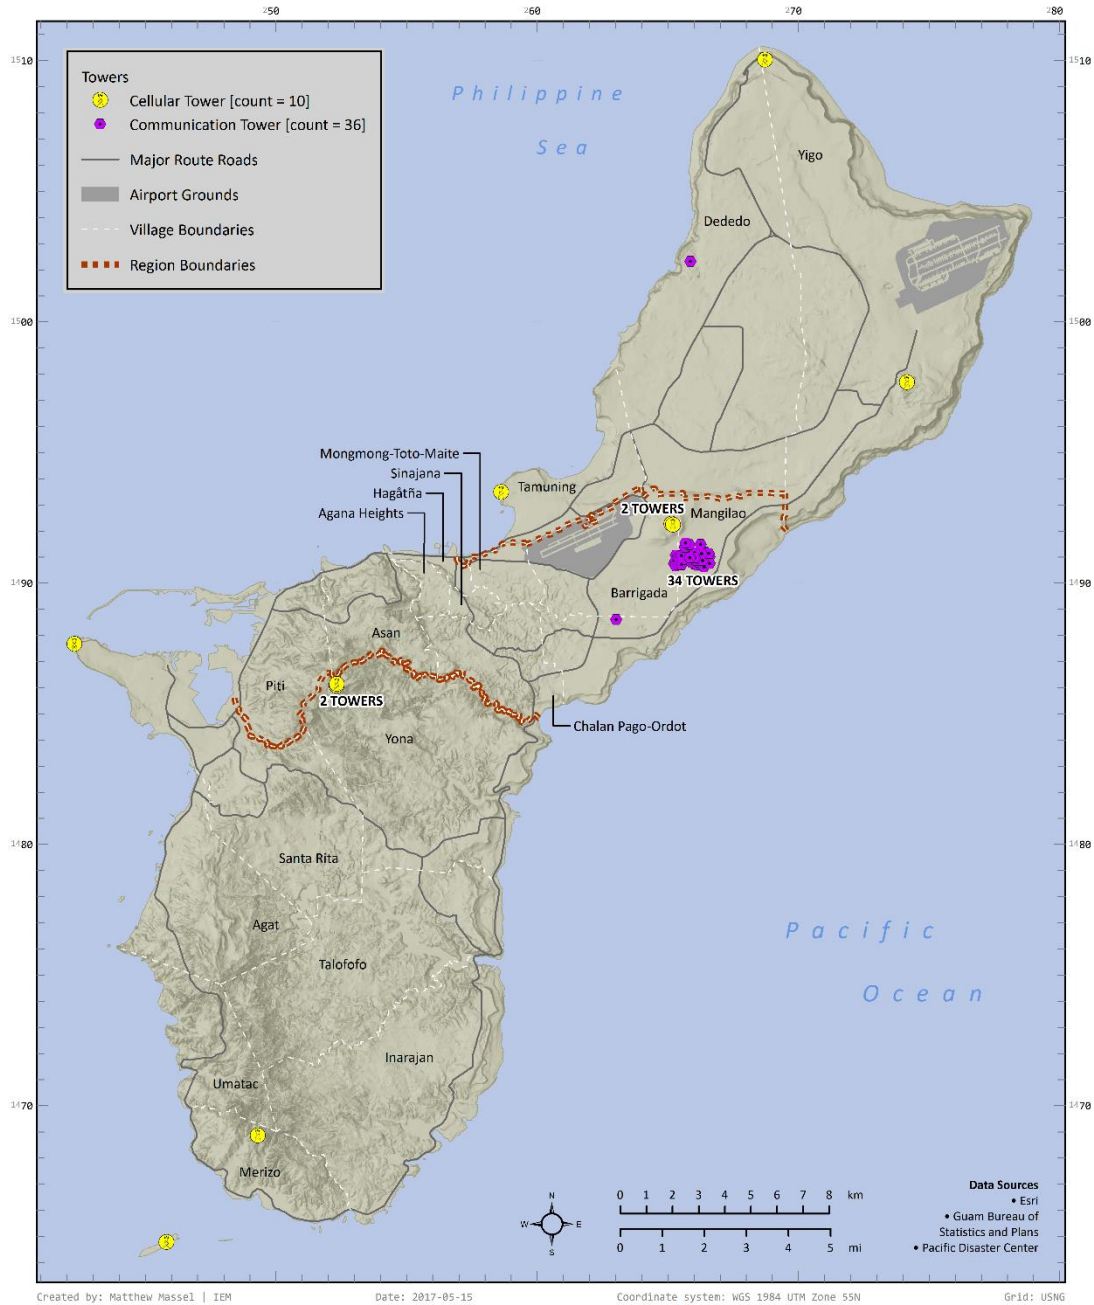 250
260
270
280
1510
1510
Towers
Cellular Tower [count = 10]
Communication Tower [count = 36]
Major Route Roads
Airport Grounds
Village Boundaries
Region Boundaries
Philippine
Sea
Yigo
Dededo
1500
1500
Mongmong-Toto-Maite
Sinajana
Hagåtña
Agana Heights
Tamuning
2 TOWERS
Mangilao
34 TOWERS
1490
1490
Barrigada
Asan
Piti
2 TOWERS
Chalan Pago-Ordot
Yona
1480
1480
Santa Rita
Agat
Talofofo
Pacific
Ocean
Inarajan
Umatac
1470
1470
Merizo
N
W
E
S
0 1 2 3 4 5 6 7 8 km
0 1 2 3 4 5 mi
Data Sources
• Esri
• Guam Bureau of
Statistics and Plans
• Pacific Disaster Center
Created by: Matthew Massel | IEM
Date: 2017-05-15
Coordinate system: WGS 1984 UTM Zone 55N
Grid: USNG